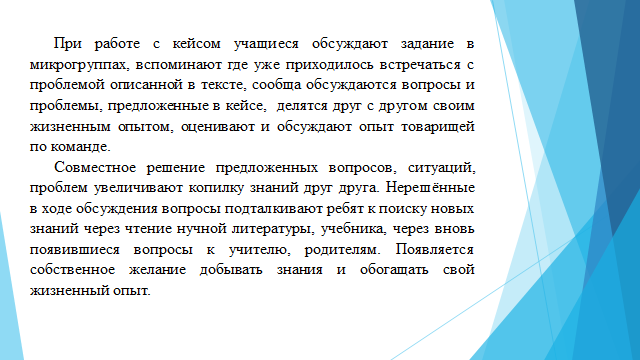 При работе с кейсом учащиеся обсуждают задание в
микрогруппах, вспоминают где уже приходилось встречаться с
проблемой описанной в тексте, сообща обсуждаются вопросы и
проблемы, предложенные в кейсе, делятся друг с другом своим
жизненным опытом, оценивают и обсуждают опыт товарищей
по команде.
Совместное решение предложенных вопросов, ситуаций,
проблем увеличивают копилку знаний друг друга. Нерешённые
в ходе обсуждения вопросы подталкивают ребят к поиску новых
знаний через чтение нучной литературы, учебника, через вновь
появившиеся вопросы к учителю, родителям. Появляется
собственное желание добывать знания и обогащать свой
жизненный опыт.